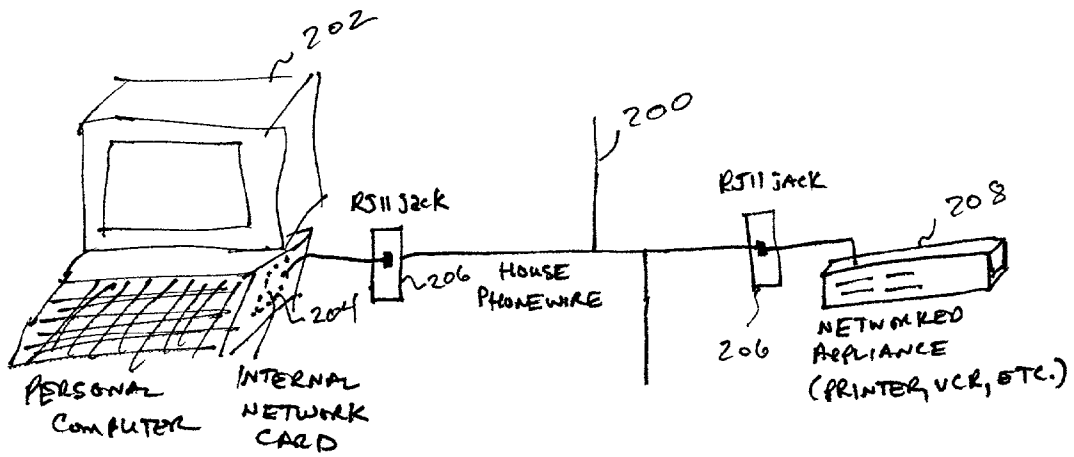 202
200
RJ11 jack
RJ11 JACK
208
206
HOUSE
PHONEWIRE
204
206
PERSONAL
COMPUTER
INTERNAL
NETWORK
CARD
NETWORKED
APPLIANCE
(PRINTER, VCR, ETC.)